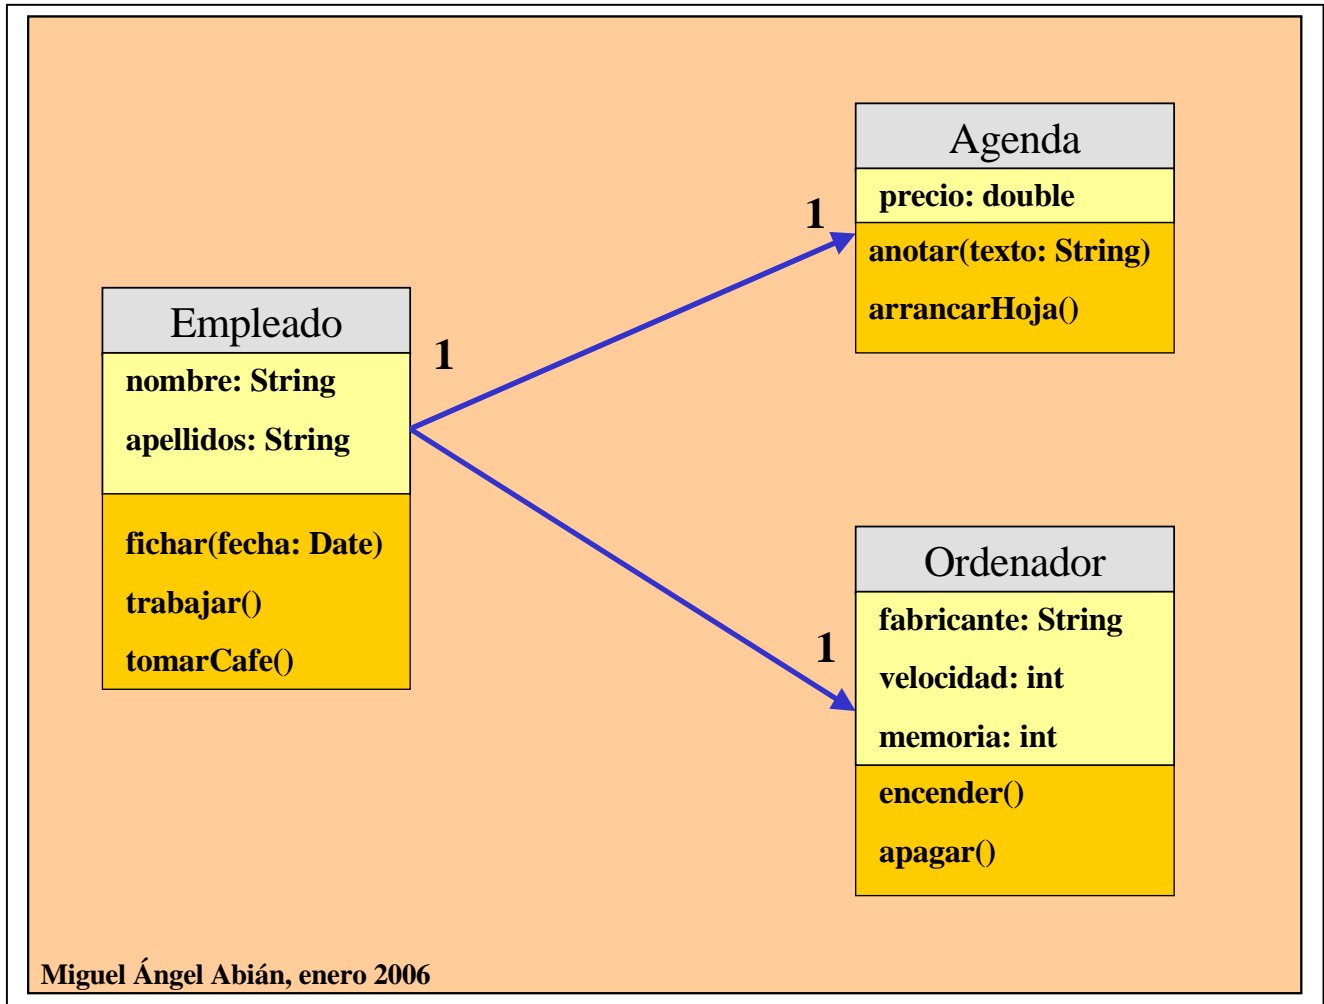 Empleado
nombre: String
apellidos: String
fichar(fecha: Date)
trabajar()
tomarCafe()
1
1
Agenda
precio: double
anotar(texto: String)
arrancarHoja()
1
Ordenador
fabricante: String
velocidad: int
memoria: int
encender()
apagar()
Miguel Ángel Abián, enero 2006